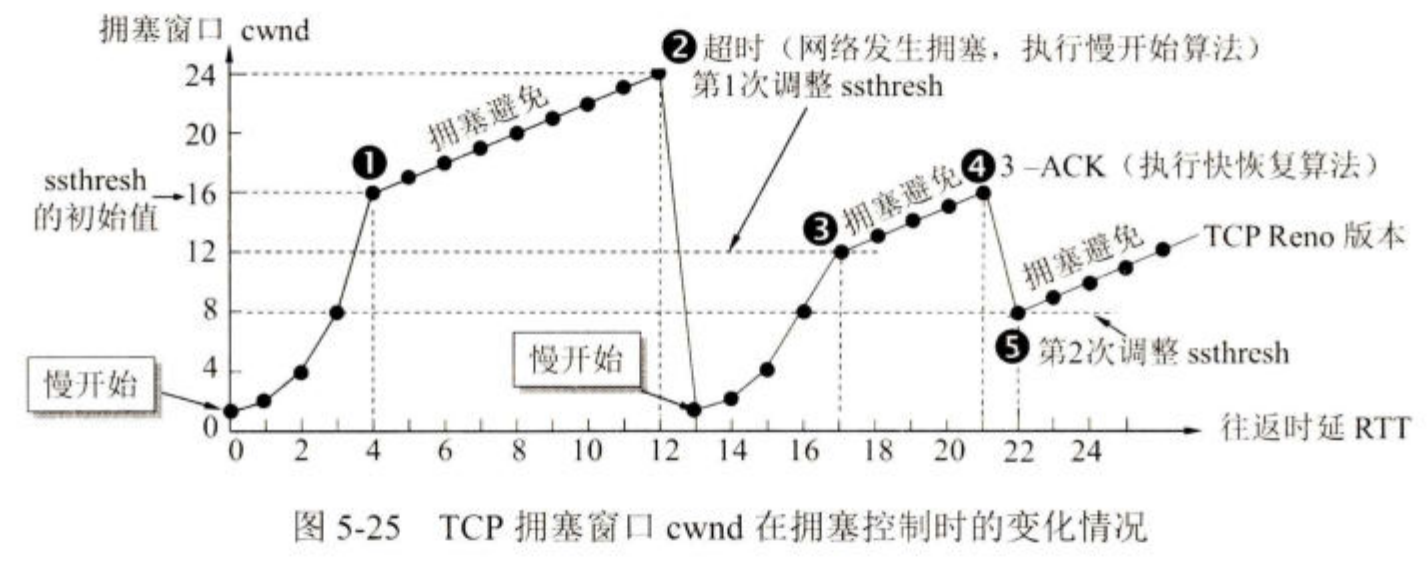 拥塞窗口 cwnd
❷ 超时（网络发生拥塞，执行慢开始算法）
第1次调整 ssthresh
24
20
16
12
8
4
0
ssthresh
的初始值
❶
拥塞避免
❸
拥塞避免
❹ 3 –ACK（执行快恢复算法）
拥塞避免
TCP Reno 版本
❺ 第2次调整 ssthresh
慢开始
慢开始
0 2 4 6 8 10 12 14 16 18 20 22 24
往返时延 RTT
图 5-25 TCP 拥塞窗口 cwnd 在拥塞控制时的变化情况